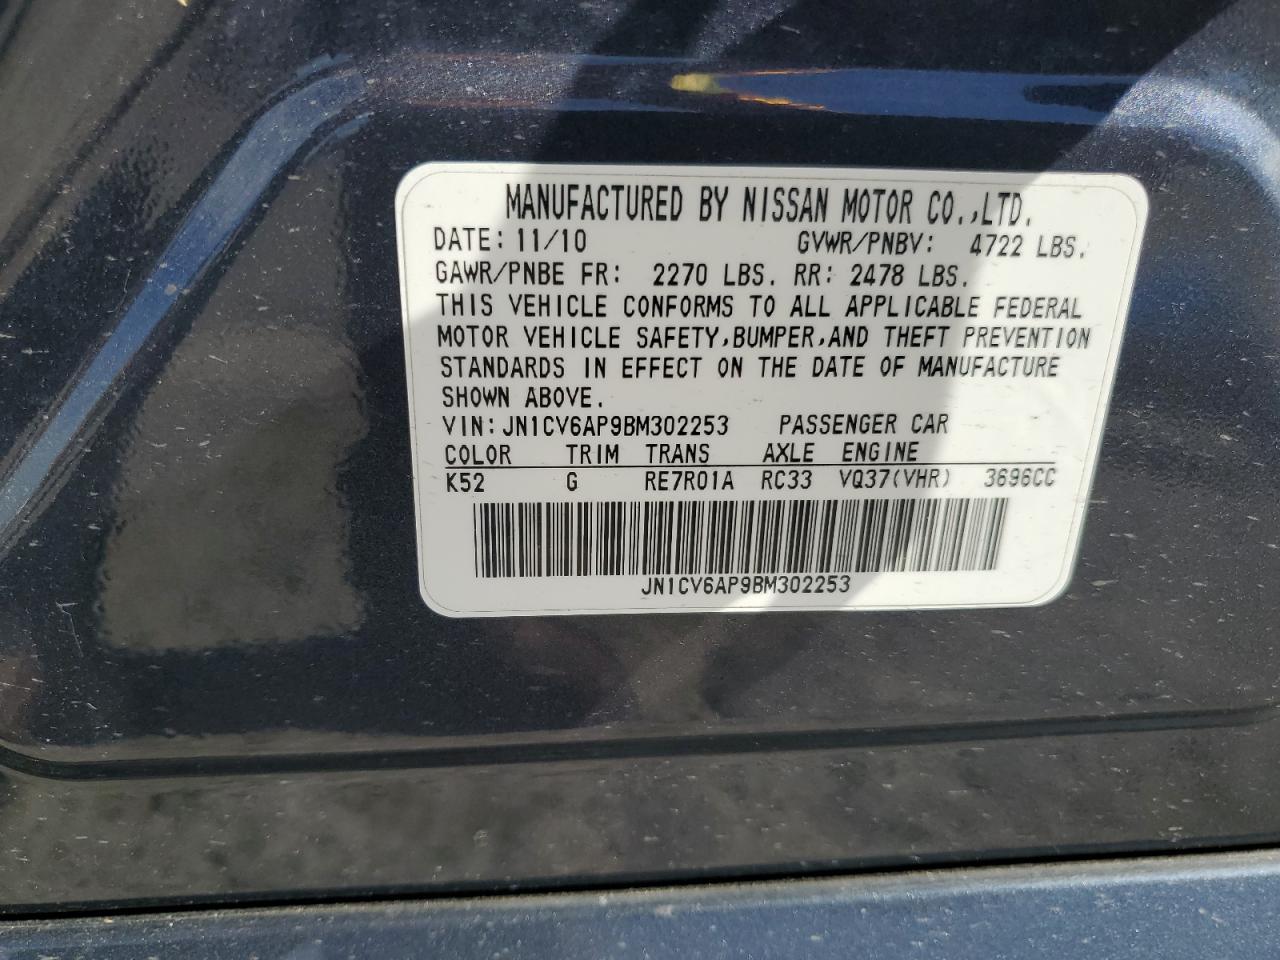 MANUFACTURED BY NISSAN MOTOR CO.,LTD.
DATE: 11/10 GVWR/PNBV: 4722 LBS.
GAWR/PNBE FR: 2270 LBS. RR: 2478 LBS.
THIS VEHICLE CONFORMS TO ALL APPLICABLE FEDERAL
MOTOR VEHICLE SAFETY,BUMPER,AND THEFT PREVENTION
STANDARDS IN EFFECT ON THE DATE OF MANUFACTURE
SHOWN ABOVE.
VIN: JN1CV6AP9BM302253 PASSENGER CAR
COLOR TRIM TRANS AXLE ENGINE
K52 G RE7R01A RC33 VQ37(VHR) 3696CC
JN1CV6AP9BM302253